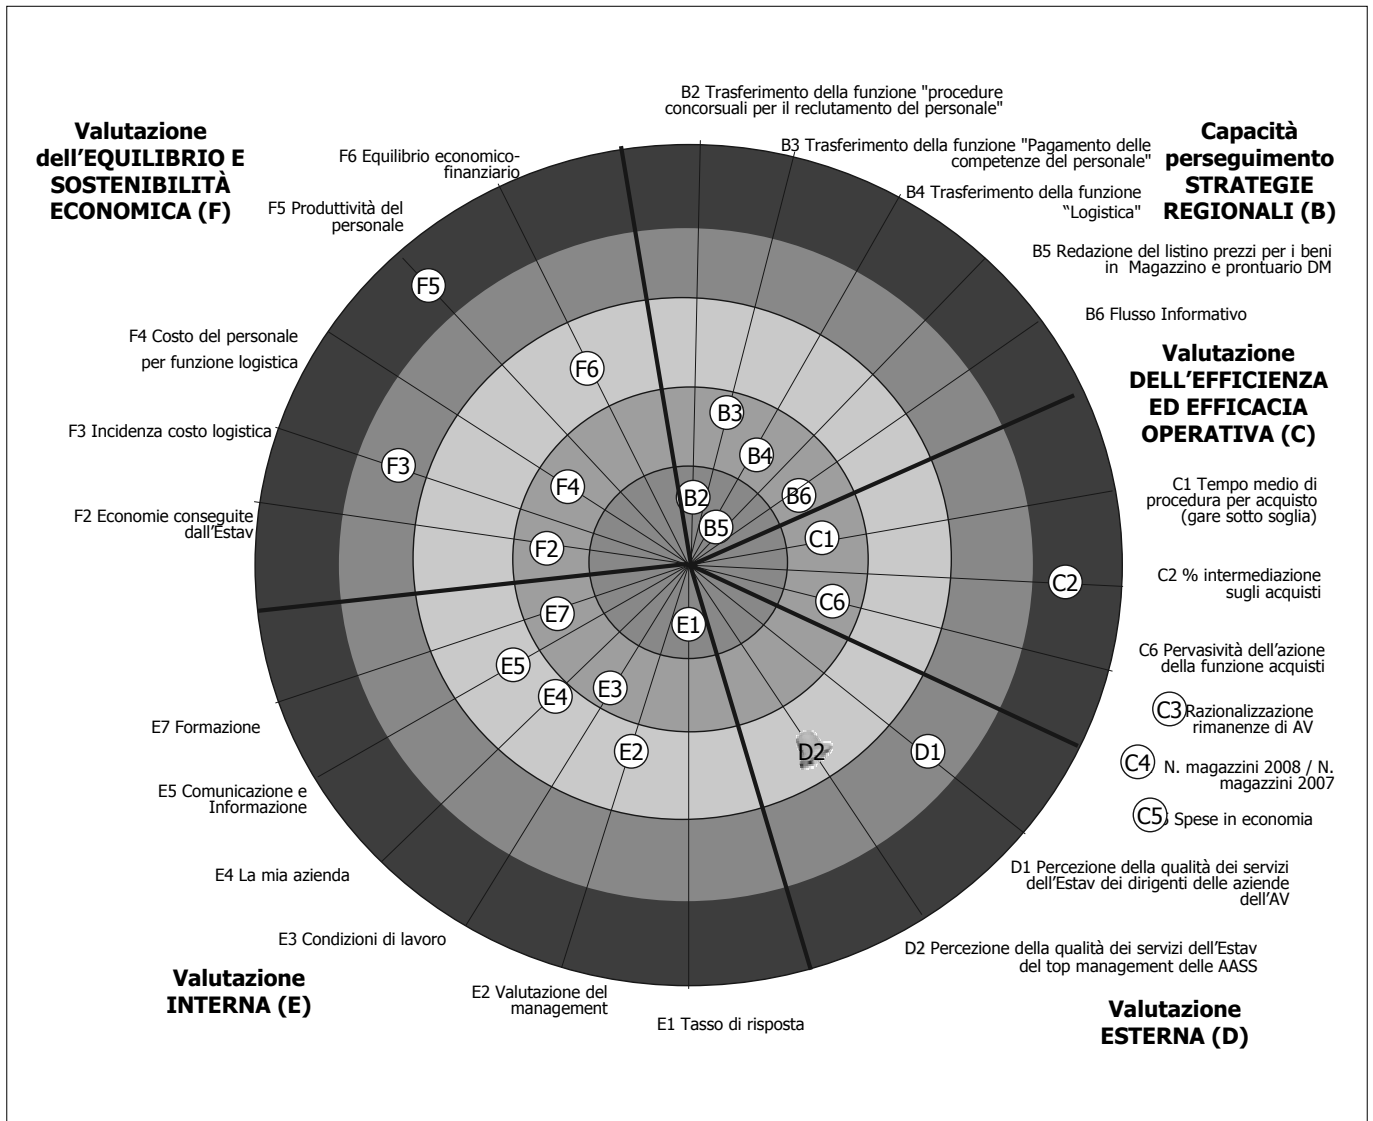 B2 Trasferimento della funzione "procedure
concorsuali per il reclutamento del personale"
Valutazione
dell'EQUILIBRIO E
SOSTENIBILITÀ
ECONOMICA (F)
Capacità
perseguimento
STRATEGIE
REGIONALI (B)
B3 Trasferimento della funzione "Pagamento delle
competenze del personale"
F6 Equilibrio economico-
finanziario
B4 Trasferimento della funzione
“Logistica"
F5 Produttività del
personale
B5 Redazione del listino prezzi per i beni
in Magazzino e prontuario DM
B6 Flusso Informativo
F4 Costo del personale
per funzione logistica
Valutazione
DELL'EFFICIENZA
ED EFFICACIA
OPERATIVA (C)
F3 Incidenza costo logistica
C1 Tempo medio di
procedura per acquisto
(gare sotto soglia)
F2 Economie conseguite
dall'Estav
C2 % intermediazione
sugli acquisti
C6 Pervasività dell'azione
della funzione acquisti
C3 Razionalizzazione
rimanenze di AV
C4 N. magazzini 2008 / N.
magazzini 2007
C5 Spese in economia
E7 Formazione
E5 Comunicazione e
Informazione
E4 La mia azienda
D1 Percezione della qualità dei servizi
dell'Estav dei dirigenti delle aziende
dell'AV
E3 Condizioni di lavoro
D2 Percezione della qualità dei servizi dell'Estav
del top management delle AASS
Valutazione
INTERNA (E)
E2 Valutazione del
management
E1 Tasso di risposta
Valutazione
ESTERNA (D)
F5
F6
B3
B4
F3
F4
B2
B6
B5
F2
C1
C2
C6
E7
E1
E5
E4
E3
E2
D2
D1